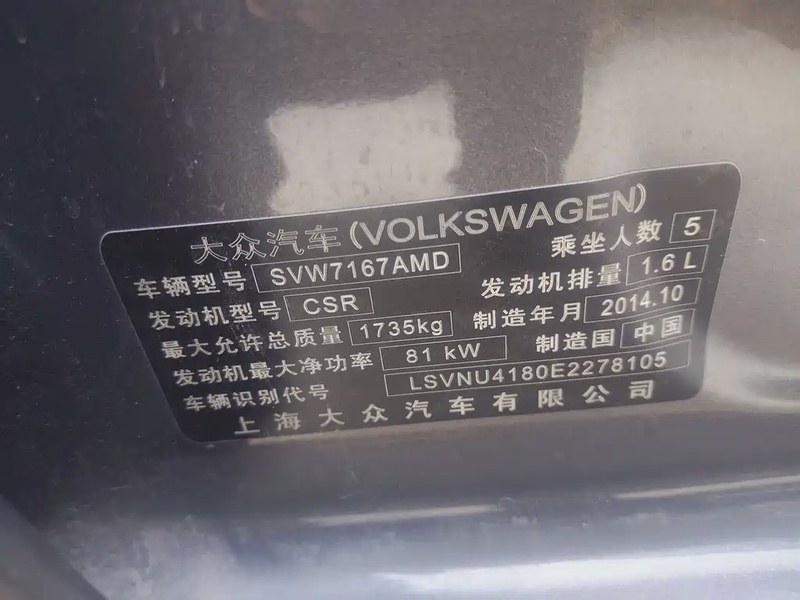 大众汽车(VOLKSWAGEN)
车辆型号 SVW7167AMD 乘坐人数 5
发动机型号 CSR 发动机排量 1.6 L
最大允许总质量 1735kg 制造年月 2014.10
发动机最大净功率 81 kW 制造国 中国
车辆识别代号 LSVNU4180E2278105
上海大众汽车有限公司